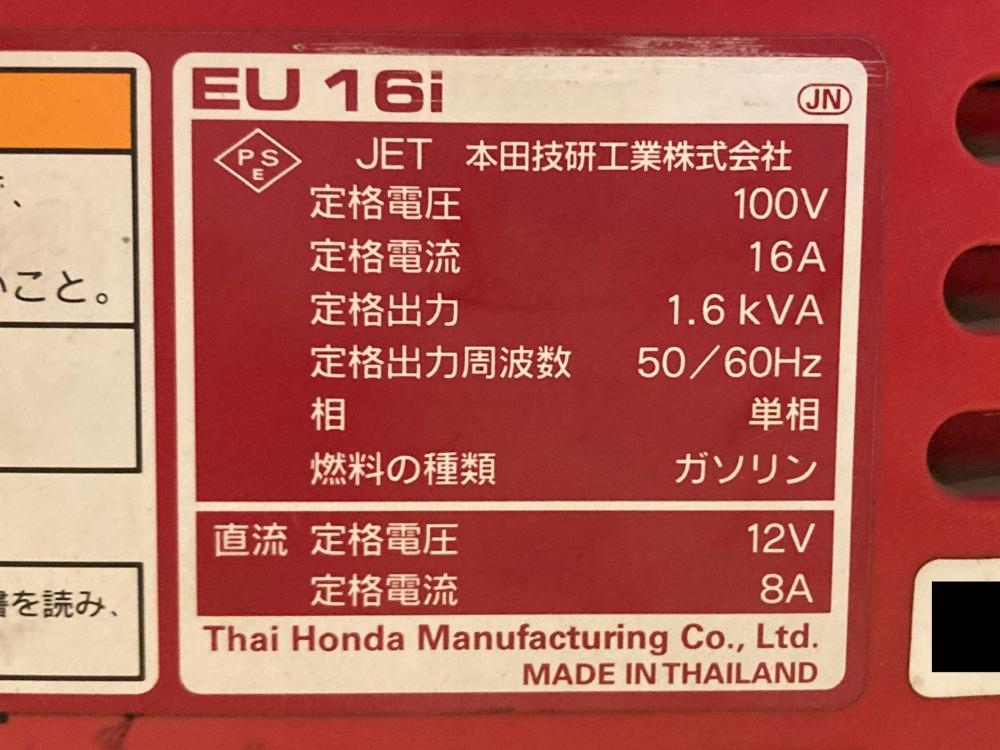 EU 16i
JN
PSE JET 本田技研工業株式会社
定格電圧 100V
定格電流 16A
定格出力 1.6 kVA
定格出力周波数 50／60Hz
相 単相
燃料の種類 ガソリン
直流 定格電圧 12V
定格電流 8A
Thai Honda Manufacturing Co., Ltd.
MADE IN THAILAND
こと。
を読み、